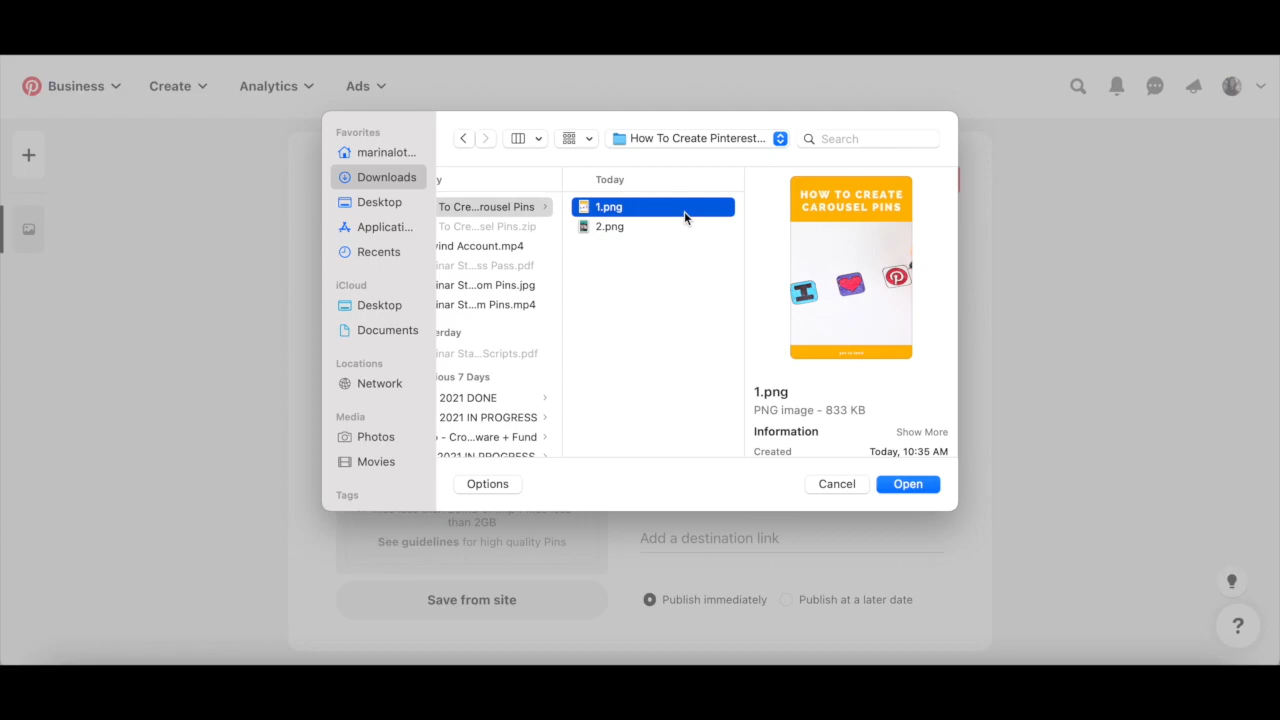 Business
Create
Analytics
Ads
Favorites
marinalot...
Downloads
Desktop
Applicati...
Recents
iCloud
Desktop
Documents
Locations
Network
Media
Photos
Movies
Tags
How To Create Pinterest...
Search
y
To Cre...rousel Pins
To Cre...sel Pins.zip
vind Account.mp4
inar St...ss Pass.pdf
inar St...om Pins.jpg
inar St...m Pins.mp4
erday
inar Sta...Scripts.pdf
ious 7 Days
2021 DONE
2021 IN PROGRESS
- Cro...ware + Fund
2021 IN PROGRESS
Today
1.png
2.png
HOW TO CREATE
CAROUSEL PINS
1.png
PNG image - 833 KB
Information
Show More
Created
Today, 10:35 AM
Options
Cancel
Open
than 2GB
See guidelines for high quality Pins
Save from site
Add a destination link
Publish immediately
Publish at a later date
?